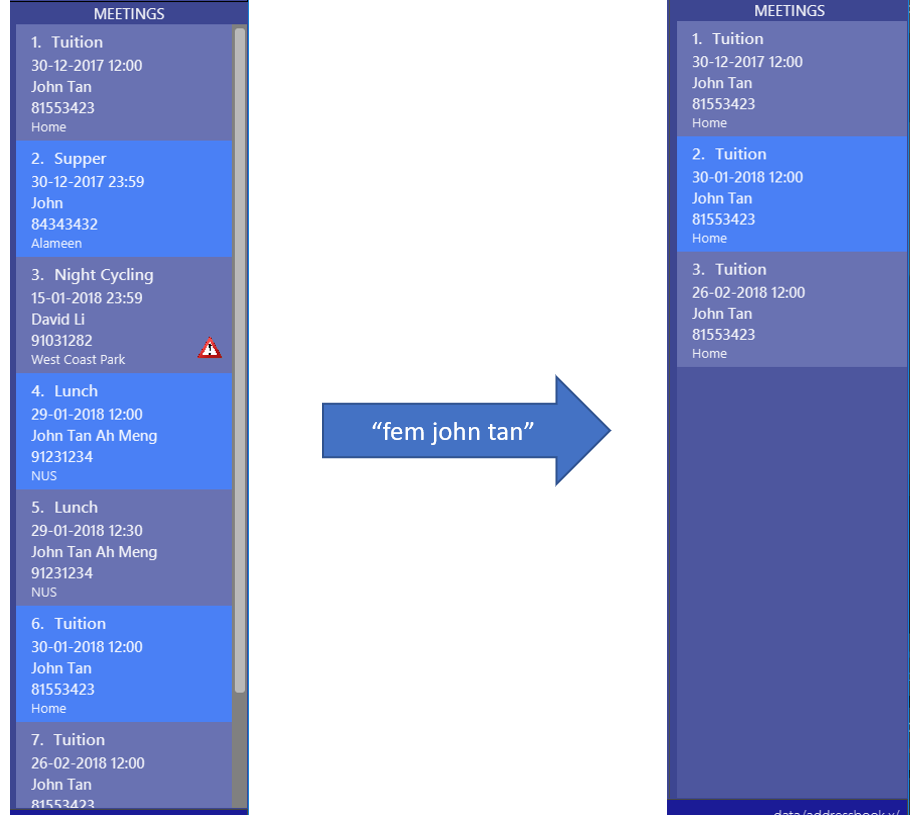 MEETINGS
1. Tuition
30-12-2017 12:00
John Tan
81553423
Home
2. Supper
30-12-2017 23:59
John
84343432
Alameen
3. Night Cycling
15-01-2018 23:59
David Li
91031282
West Coast Park
4. Lunch
29-01-2018 12:00
John Tan Ah Meng
91231234
NUS
5. Lunch
29-01-2018 12:30
John Tan Ah Meng
91231234
NUS
6. Tuition
30-01-2018 12:00
John Tan
81553423
Home
7. Tuition
26-02-2018 12:00
John Tan
81553423
“fem john tan”
MEETINGS
1. Tuition
30-12-2017 12:00
John Tan
81553423
Home
2. Tuition
30-01-2018 12:00
John Tan
81553423
Home
3. Tuition
26-02-2018 12:00
John Tan
81553423
Home